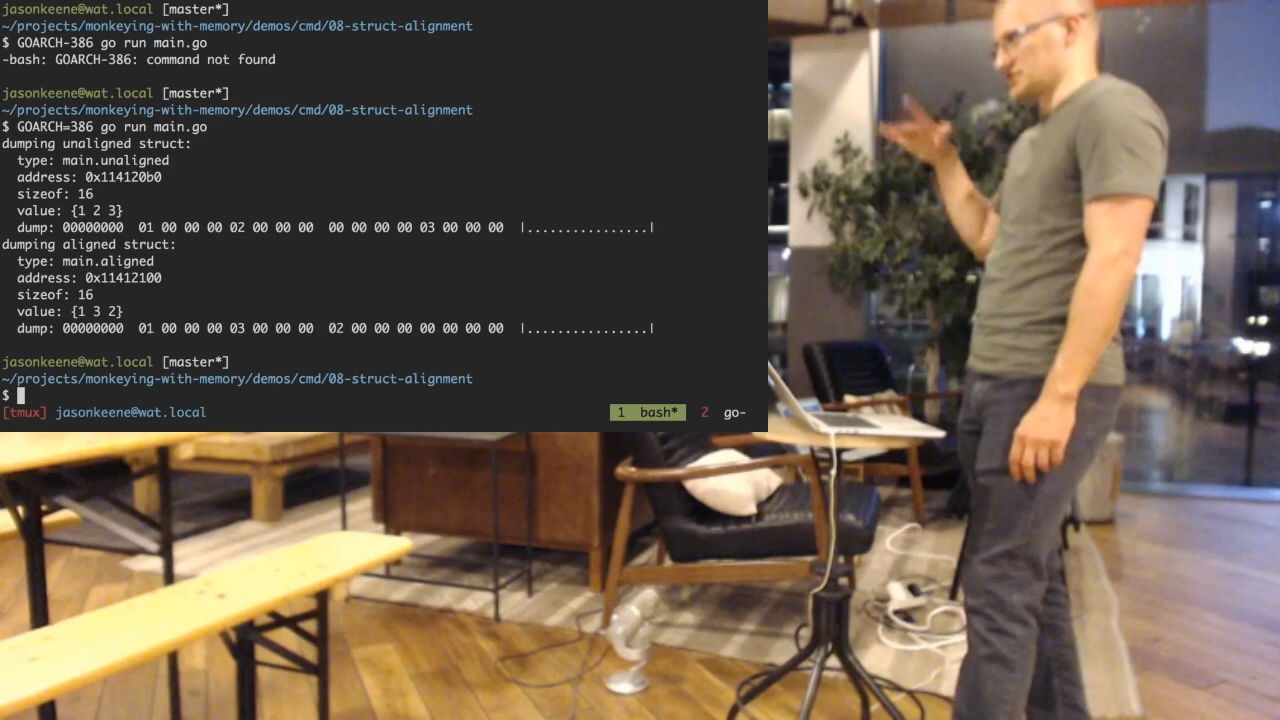 jasonkeene@wat.local [master*]
~/projects/monkeying-with-memory/demos/cmd/08-struct-alignment
$ GOARCH-386 go run main.go
-bash: GOARCH-386: command not found
jasonkeene@wat.local [master*]
~/projects/monkeying-with-memory/demos/cmd/08-struct-alignment
$ GOARCH=386 go run main.go
dumping unaligned struct:
  type: main.unaligned
  address: 0x114120b0
  sizeof: 16
  value: {1 2 3}
  dump: 00000000  01 00 00 00 02 00 00 00  00 00 00 00 03 00 00 00  |................|
dumping aligned struct:
  type: main.aligned
  address: 0x11412100
  sizeof: 16
  value: {1 3 2}
  dump: 00000000  01 00 00 00 03 00 00 00  02 00 00 00 00 00 00 00  |................|
jasonkeene@wat.local [master*]
~/projects/monkeying-with-memory/demos/cmd/08-struct-alignment
$
[tmux] jasonkeene@wat.local 1 bash* 2 go-